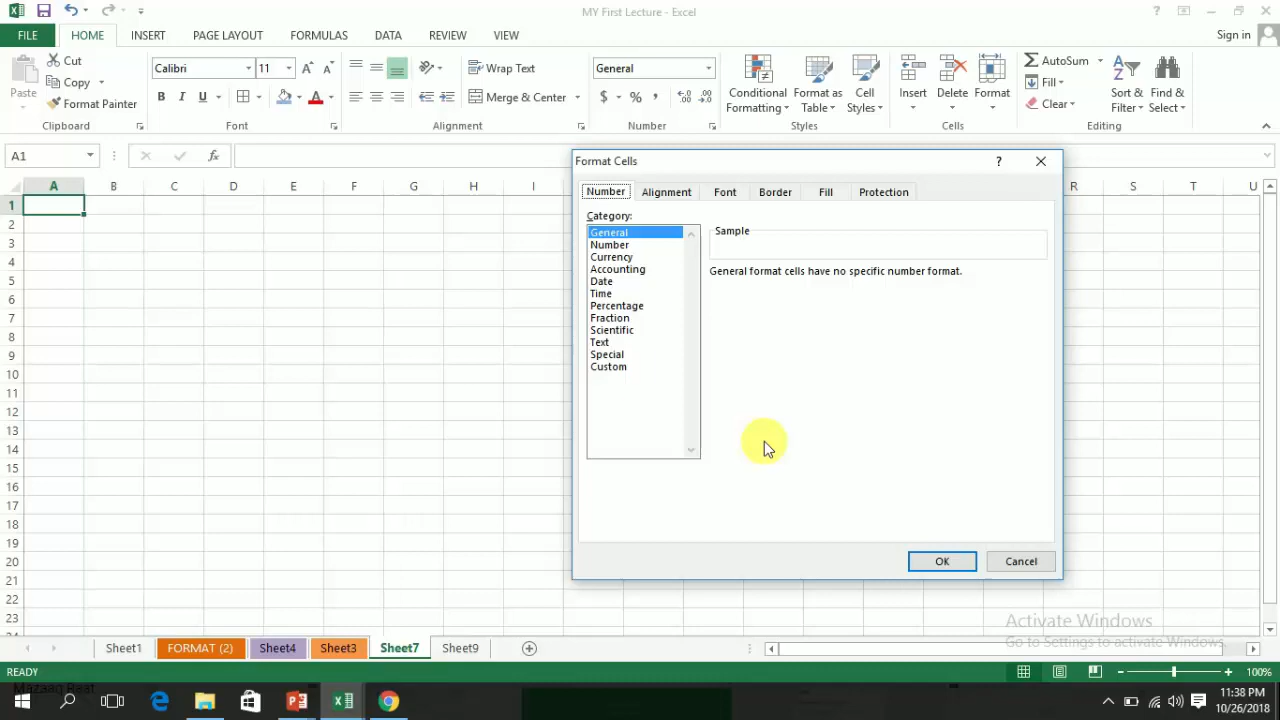 MY First Lecture - Excel
?
FILE HOME INSERT PAGE LAYOUT FORMULAS DATA REVIEW VIEW Sign in
Paste
Cut
Copy
Format Painter
Clipboard
Calibri 11
B I U
Font
Wrap Text
Merge & Center
Alignment
General
$ % ,
Number
Conditional Formatting
Format as Table
Cell Styles
Styles
Insert Delete Format
Cells
AutoSum
Fill
Clear
Sort & Filter
Find & Select
Editing
A1
fx
A B C D E F G H I R S T U
1
2
3
4
5
6
7
8
9
10
11
12
13
14
15
16
17
18
19
20
21
22
23
Format Cells ?
Number Alignment Font Border Fill Protection
Category:
General
Number
Currency
Accounting
Date
Time
Percentage
Fraction
Scientific
Text
Special
Custom
Sample
General format cells have no specific number format.
OK Cancel
Activate Windows
Go to Settings to activate Windows.
Sheet1 FORMAT (2) Sheet4 Sheet3 Sheet7 Sheet9
READY 100%
11:38 PM
10/26/2018